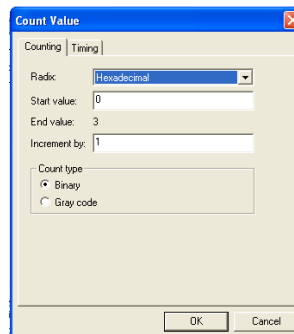 Count Value
Counting Timing
Radix: Hexadecimal
Start value: 0
End value: 3
Increment by: 1
Count type
Binary
Gray code
OK Cancel